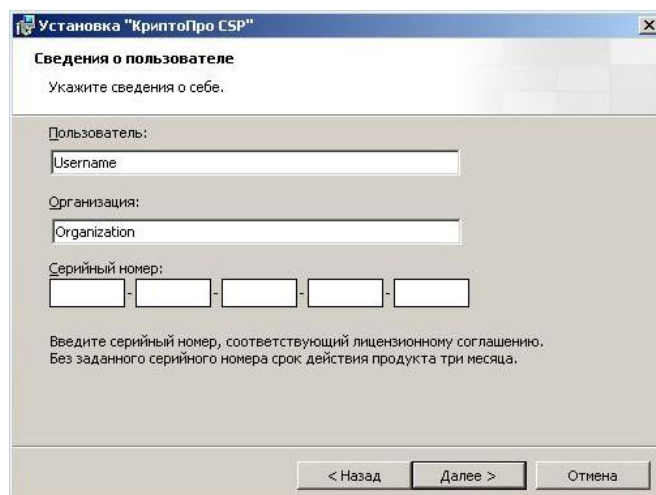 Установка "КриптоПро CSP"
Сведения о пользователе
Укажите сведения о себе.
Пользователь:
Username
Организация:
Organization
Серийный номер:
- - - -
Введите серийный номер, соответствующий лицензионному соглашению.
Без заданного серийного номера срок действия продукта три месяца.
< Назад Далее > Отмена